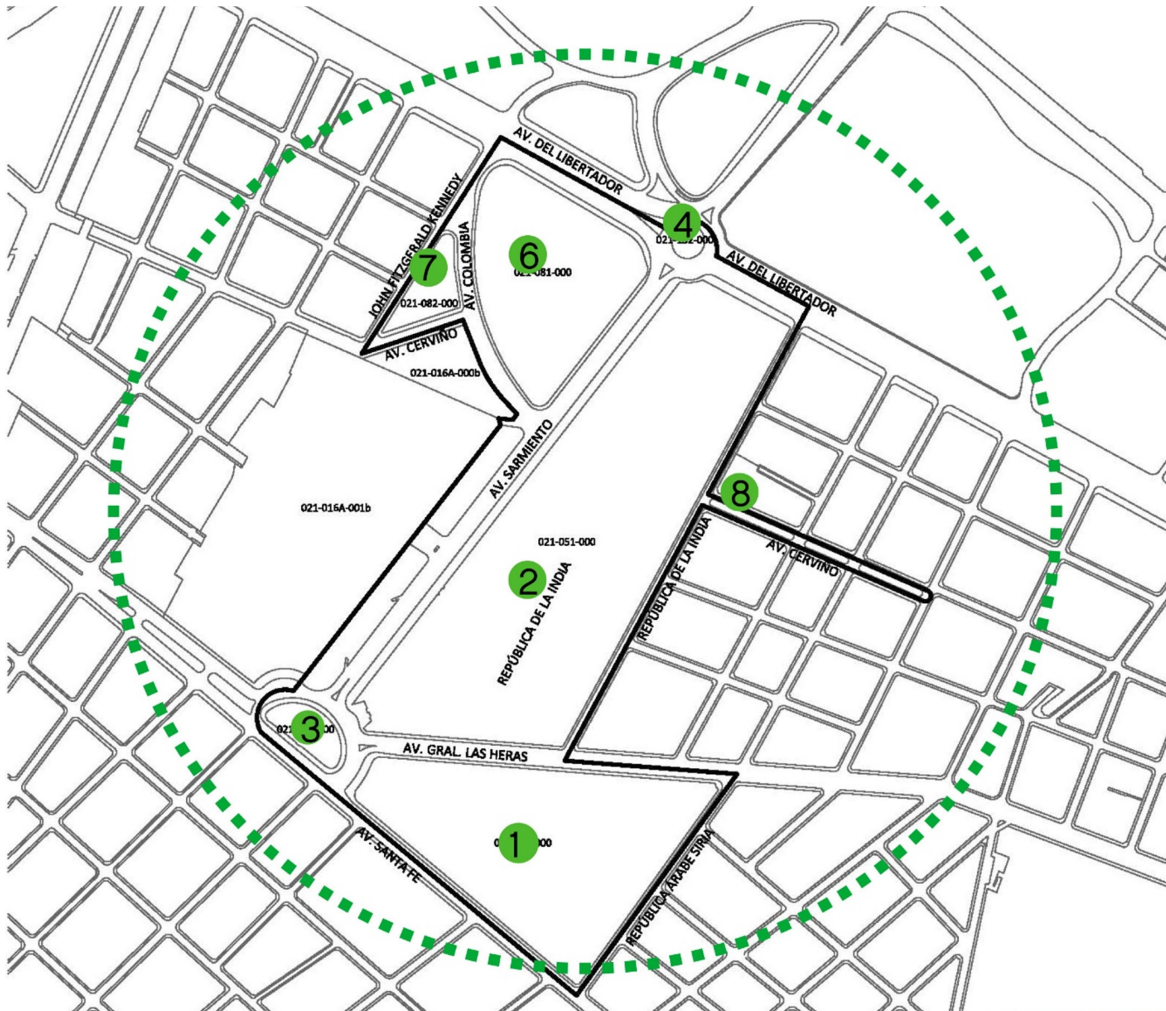 AV. DEL LIBERTADOR
JOHN FITZGERALD KENNEDY
AV. COLOMBIA
4
6
021-081-000
7
021-082-000
AV. DEL LIBERTADOR
AV. CERVIÑO
021-016A-000b
AV. SARMIENTO
8
021-016A-001b
REPÚBLICA DE LA INDIA
021-051-000
AV. CERVIÑO
2
REPÚBLICA DE LA INDIA
3
AV. GRAL. LAS HERAS
1
AV. SANTA FE
REPÚBLICA ÁRABE SIRIA